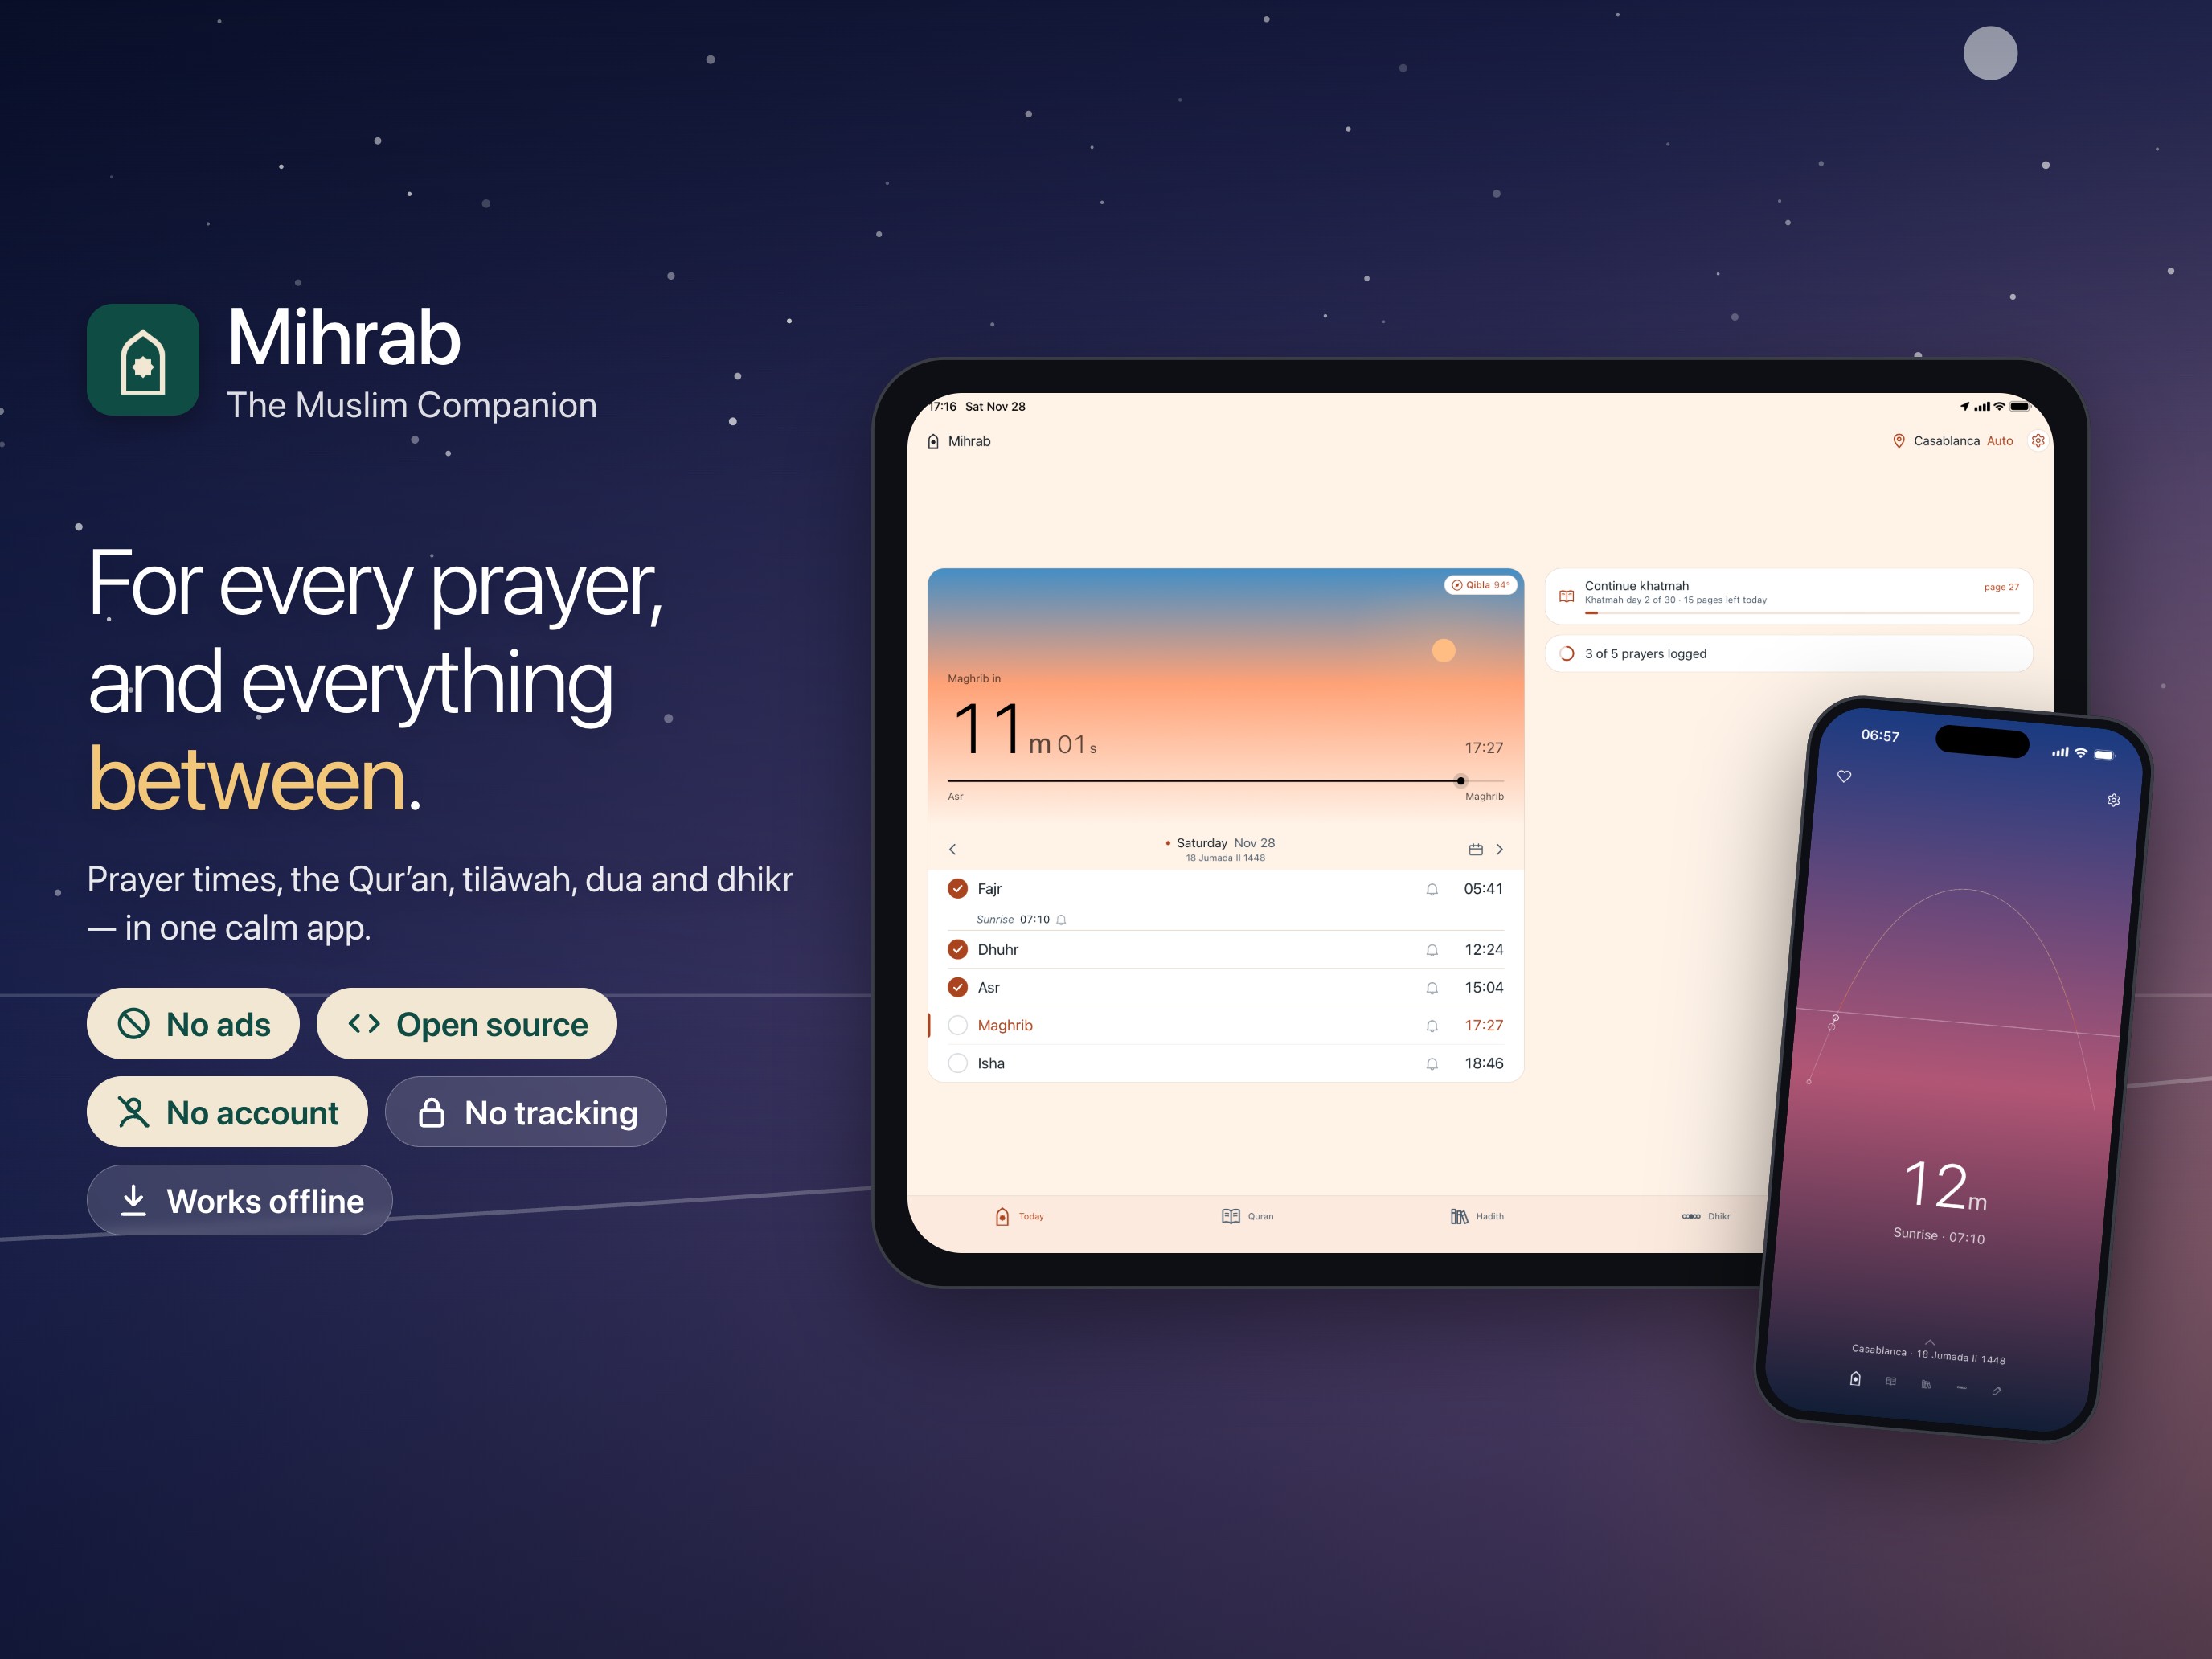 Mihrab
The Muslim Companion
For every prayer,
and everything
between.
Prayer times, the Qur’an, tilāwah, dua and dhikr
— in one calm app.
No ads
Open source
No account
No tracking
Works offline
17:16 Sat Nov 28
Mihrab
Casablanca Auto
Qibla 94°
Maghrib in
11m 01s
17:27
Asr
Maghrib
Saturday Nov 28
18 Jumada II 1448
Fajr 05:41
Sunrise 07:10
Dhuhr 12:24
Asr 15:04
Maghrib 17:27
Isha 18:46
Continue khatmah
page 27
Khatmah day 2 of 30 · 15 pages left today
3 of 5 prayers logged
Today
Quran
Hadith
Dhikr
06:57
12m
Sunrise · 07:10
Casablanca · 18 Jumada II 1448